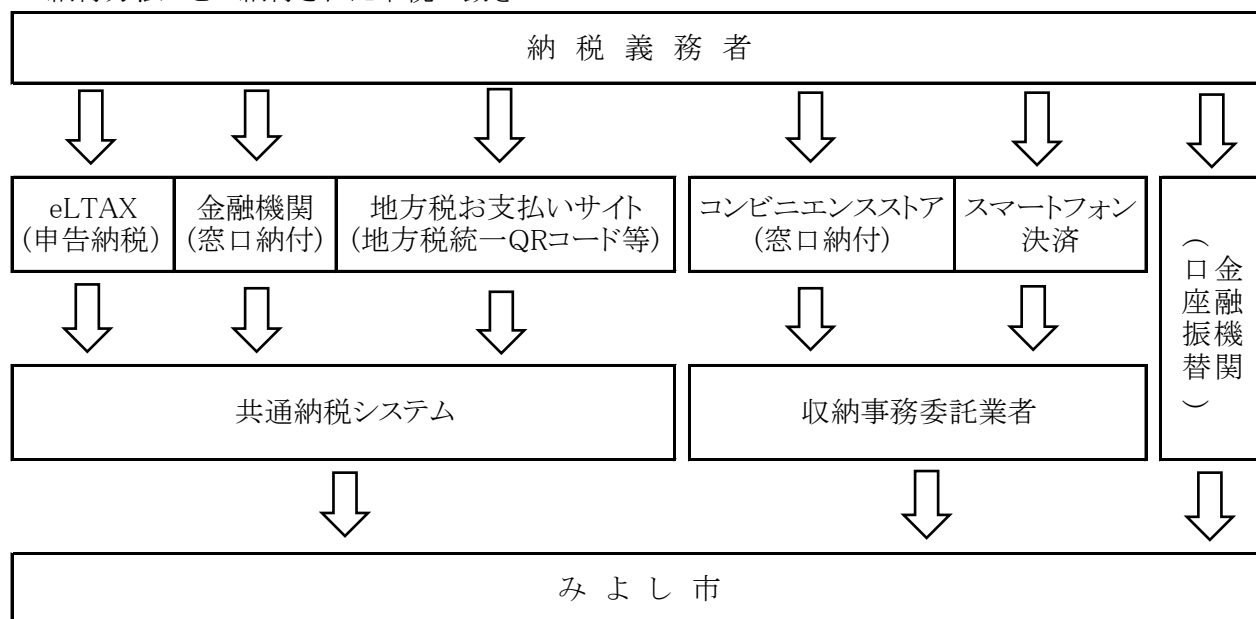 納税義務者
eLTAX
(申告納税)
金融機関
(窓口納付)
地方税お支払いサイト
(地方税統一QRコード等)
コンビニエンスストア
(窓口納付)
スマートフォン
決済
金融機関
(口座振替)
共通納税システム
収納事務委託業者
みよし市